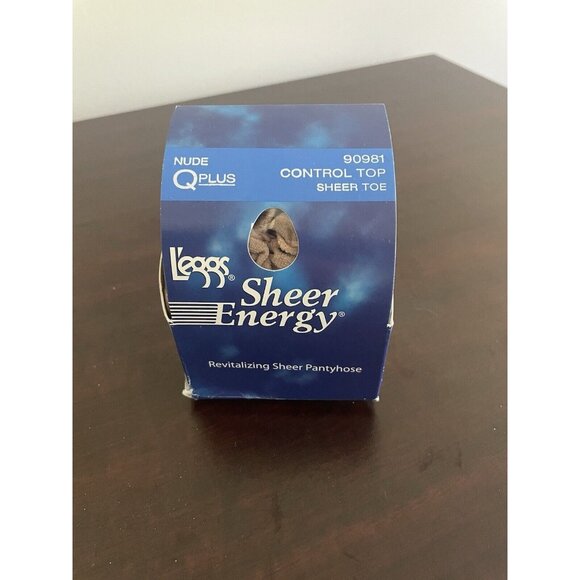 NUDE
Q PLUS
90981
CONTROL TOP
SHEER TOE
L'eggs®
Sheer
Energy®
Revitalizing Sheer Pantyhose